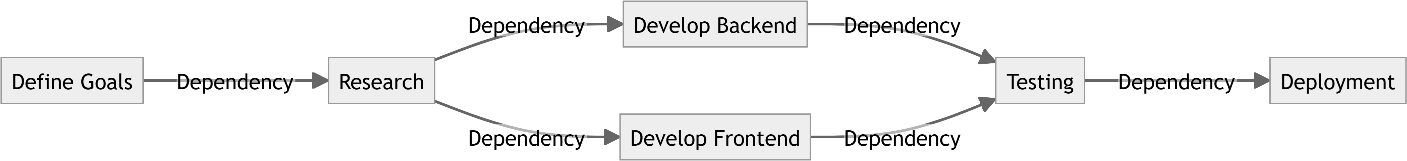 Define Goals
Dependency
Research
Dependency
Develop Backend
Dependency
Dependency
Develop Frontend
Dependency
Testing
Dependency
Deployment